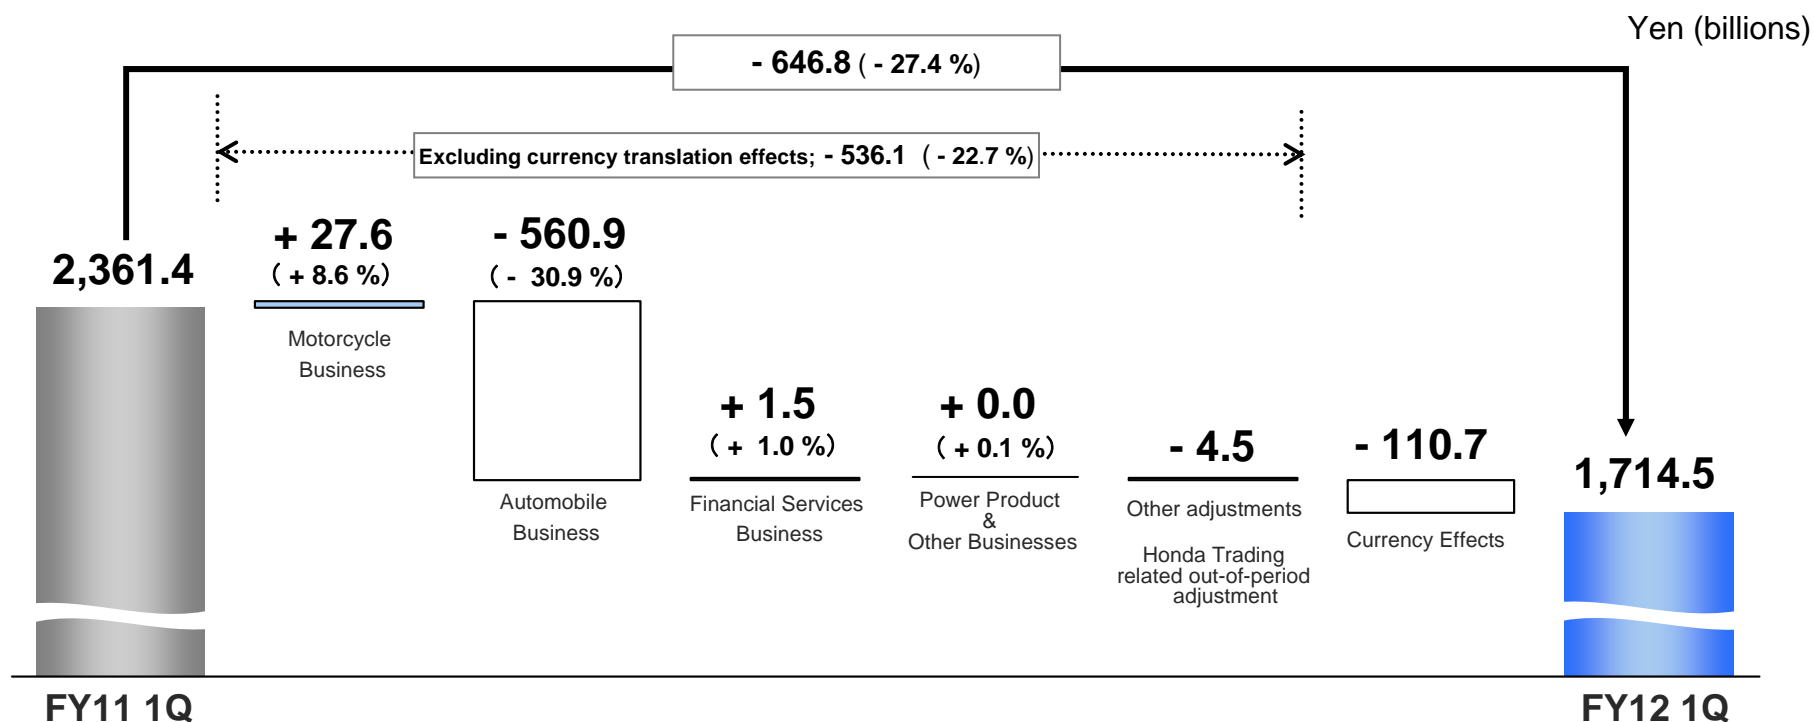 Yen (billions)
- 646.8 ( - 27.4 %)
Excluding currency translation effects; - 536.1 ( - 22.7 %)
2,361.4
+ 27.6
( + 8.6 %)
Motorcycle
Business
- 560.9
( - 30.9 %)
Automobile
Business
+ 1.5
( + 1.0 %)
Financial Services
Business
+ 0.0
( + 0.1 %)
Power Product
&
Other Businesses
- 4.5
Other adjustments
Honda Trading
related out-of-period
adjustment
- 110.7
Currency Effects
1,714.5
FY11 1Q
FY12 1Q